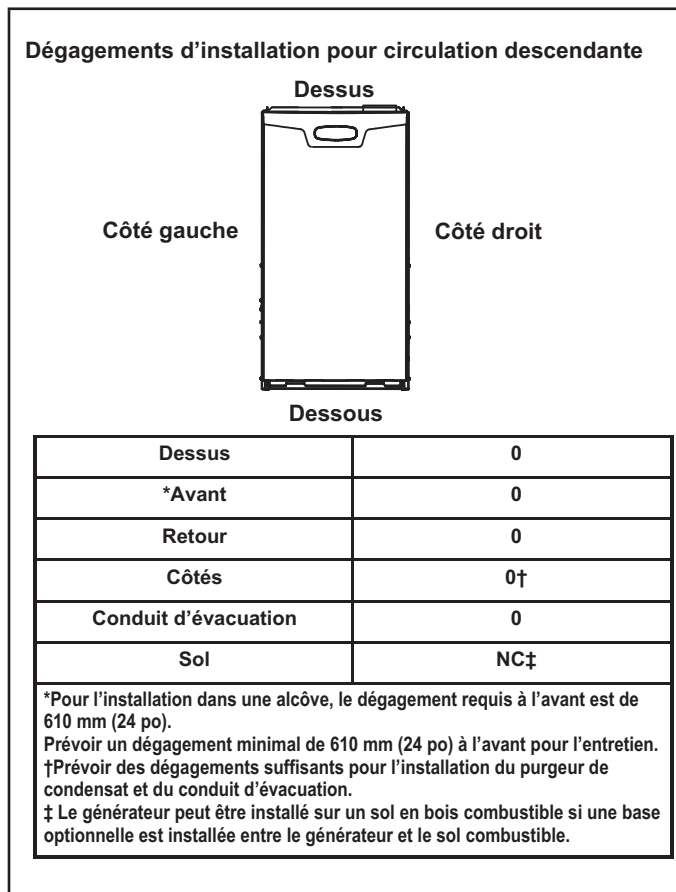 Dégagements d’installation pour circulation descendante
Dessus
Côté gauche
Côté droit
Dessous
Dessus 0
*Avant 0
Retour 0
Côtés 0†
Conduit d’évacuation 0
Sol NC‡
*Pour l’installation dans une alcôve, le dégagement requis à l’avant est de
610 mm (24 po).
Prévoir un dégagement minimal de 610 mm (24 po) à l’avant pour l’entretien.
†Prévoir des dégagements suffisants pour l’installation du purgeur de
condensat et du conduit d’évacuation.
‡ Le générateur peut être installé sur un sol en bois combustible si une base
optionnelle est installée entre le générateur et le sol combustible.